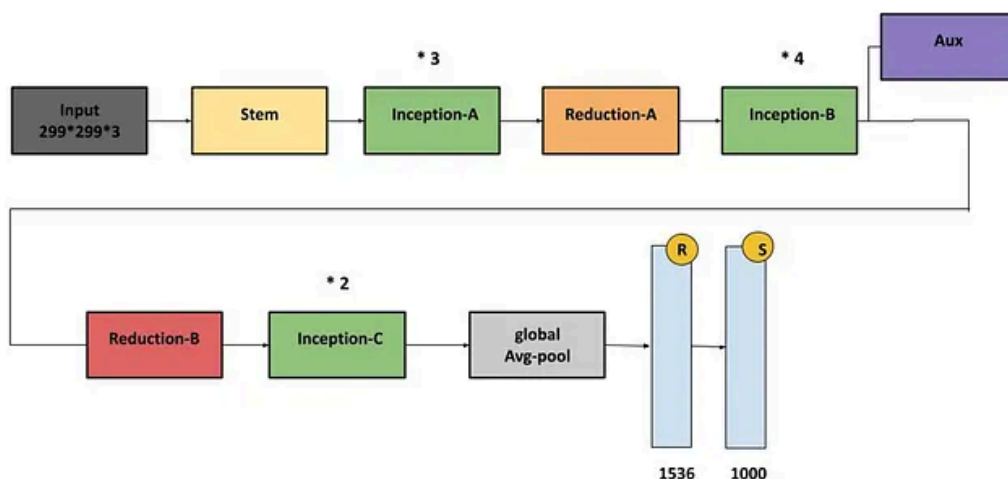 Aux
* 3
* 4
Input
299*299*3
Stem
Inception-A
Reduction-A
Inception-B
R
S
* 2
Reduction-B
Inception-C
global
Avg-pool
1536
1000